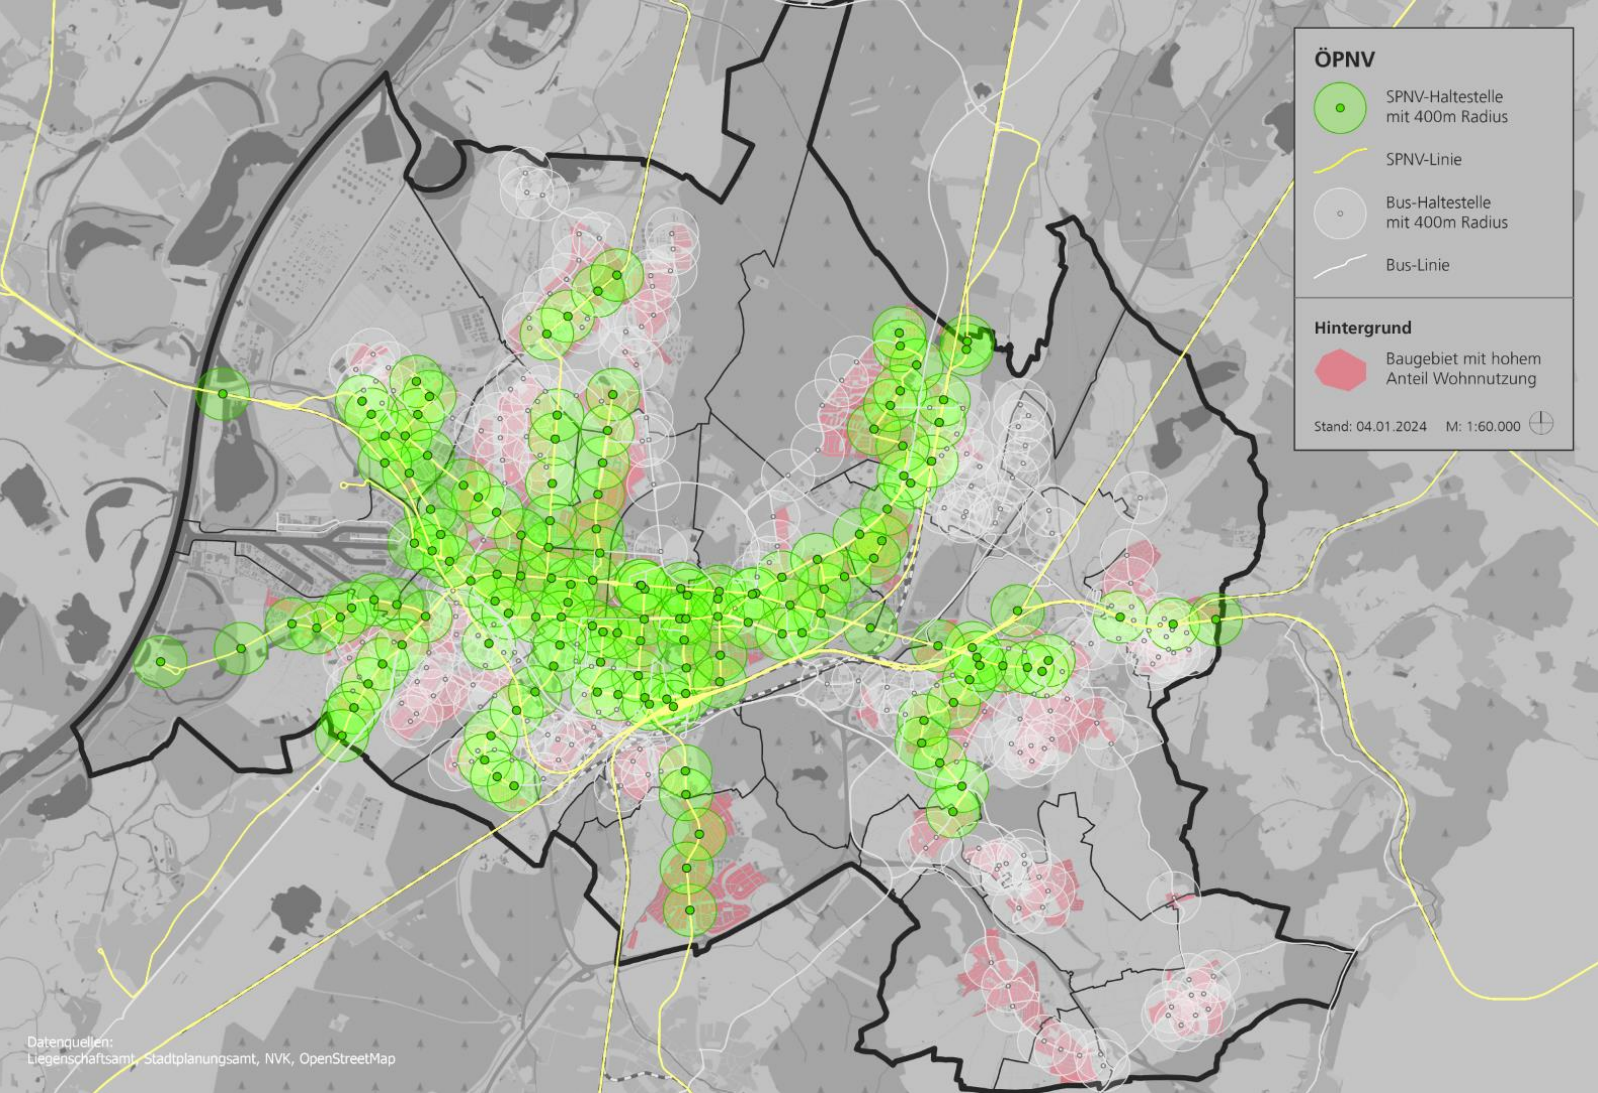 ÖPNV
SPNV-Haltestelle
mit 400m Radius
SPNV-Linie
Bus-Haltestelle
mit 400m Radius
Bus-Linie
Hintergrund
Baugebiet mit hohem
Anteil Wohnnutzung
Stand: 04.01.2024 M: 1:60.000
Datenquellen:
Liegenschaftsamt, Stadtplanungsamt, NVK, OpenStreetMap